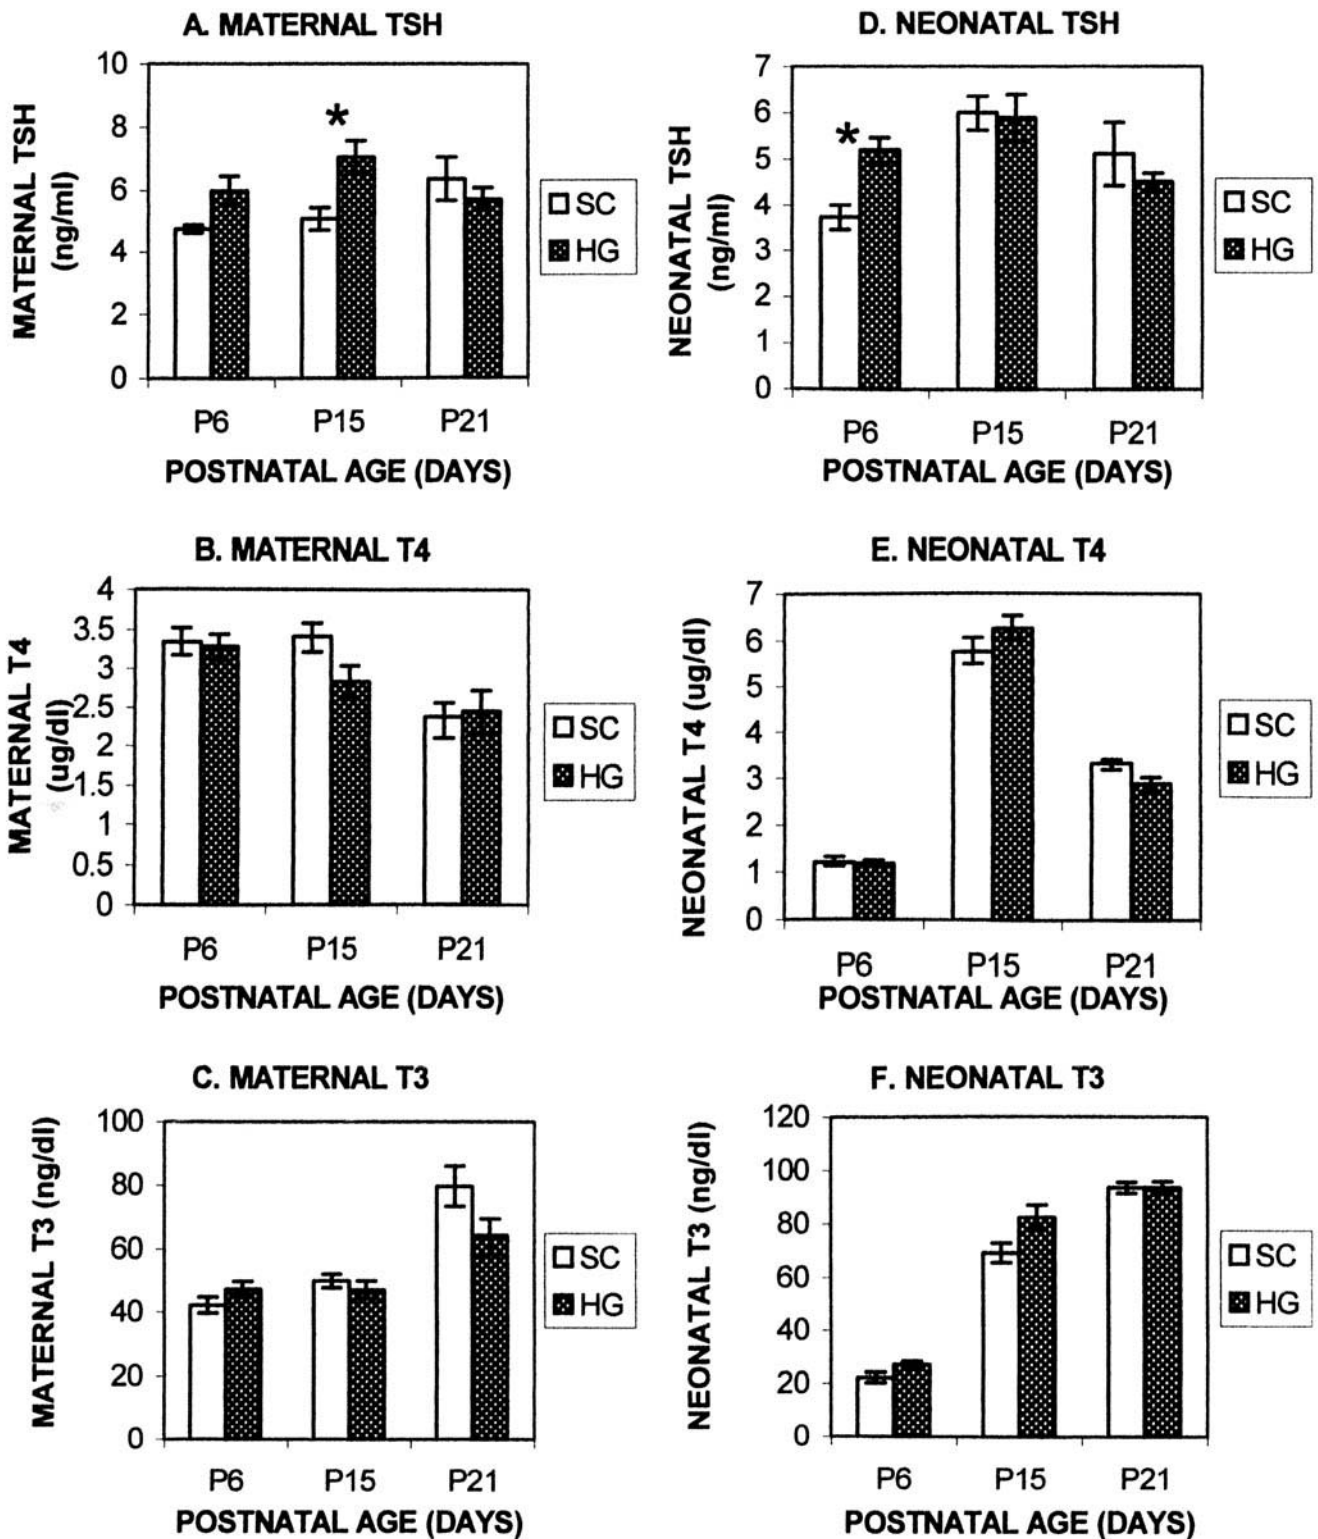 A. MATERNAL TSH
MATERNAL TSH
(ng/ml)
10
8
6
4
2
0
*
P6 P15 P21
POSTNATAL AGE (DAYS)
SC
HG
D. NEONATAL TSH
NEONATAL TSH
(ng/ml)
7
6
5
4
3
2
1
0
*
P6 P15 P21
POSTNATAL AGE (DAYS)
SC
HG
B. MATERNAL T4
MATERNAL T4
(ug/dl)
4
3.5
3
2.5
2
1.5
1
0.5
0
P6 P15 P21
POSTNATAL AGE (DAYS)
SC
HG
E. NEONATAL T4
NEONATAL T4 (ug/dl)
7
6
5
4
3
2
1
0
P6 P15 P21
POSTNATAL AGE (DAYS)
SC
HG
C. MATERNAL T3
MATERNAL T3 (ng/dl)
100
80
60
40
20
0
P6 P15 P21
POSTNATAL AGE (DAYS)
SC
HG
F. NEONATAL T3
NEONATAL T3 (ng/dl)
120
100
80
60
40
20
0
P6 P15 P21
POSTNATAL AGE (DAYS)
SC
HG